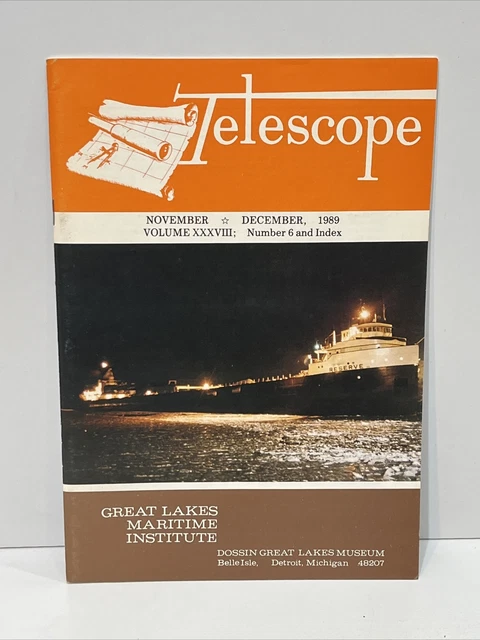 Telescope
NOVEMBER ☆ DECEMBER, 1989
VOLUME XXXVIII; Number 6 and Index
RESERVE
GREAT LAKES
MARITIME
INSTITUTE
DOSSIN GREAT LAKES MUSEUM
Belle Isle, Detroit, Michigan 48207